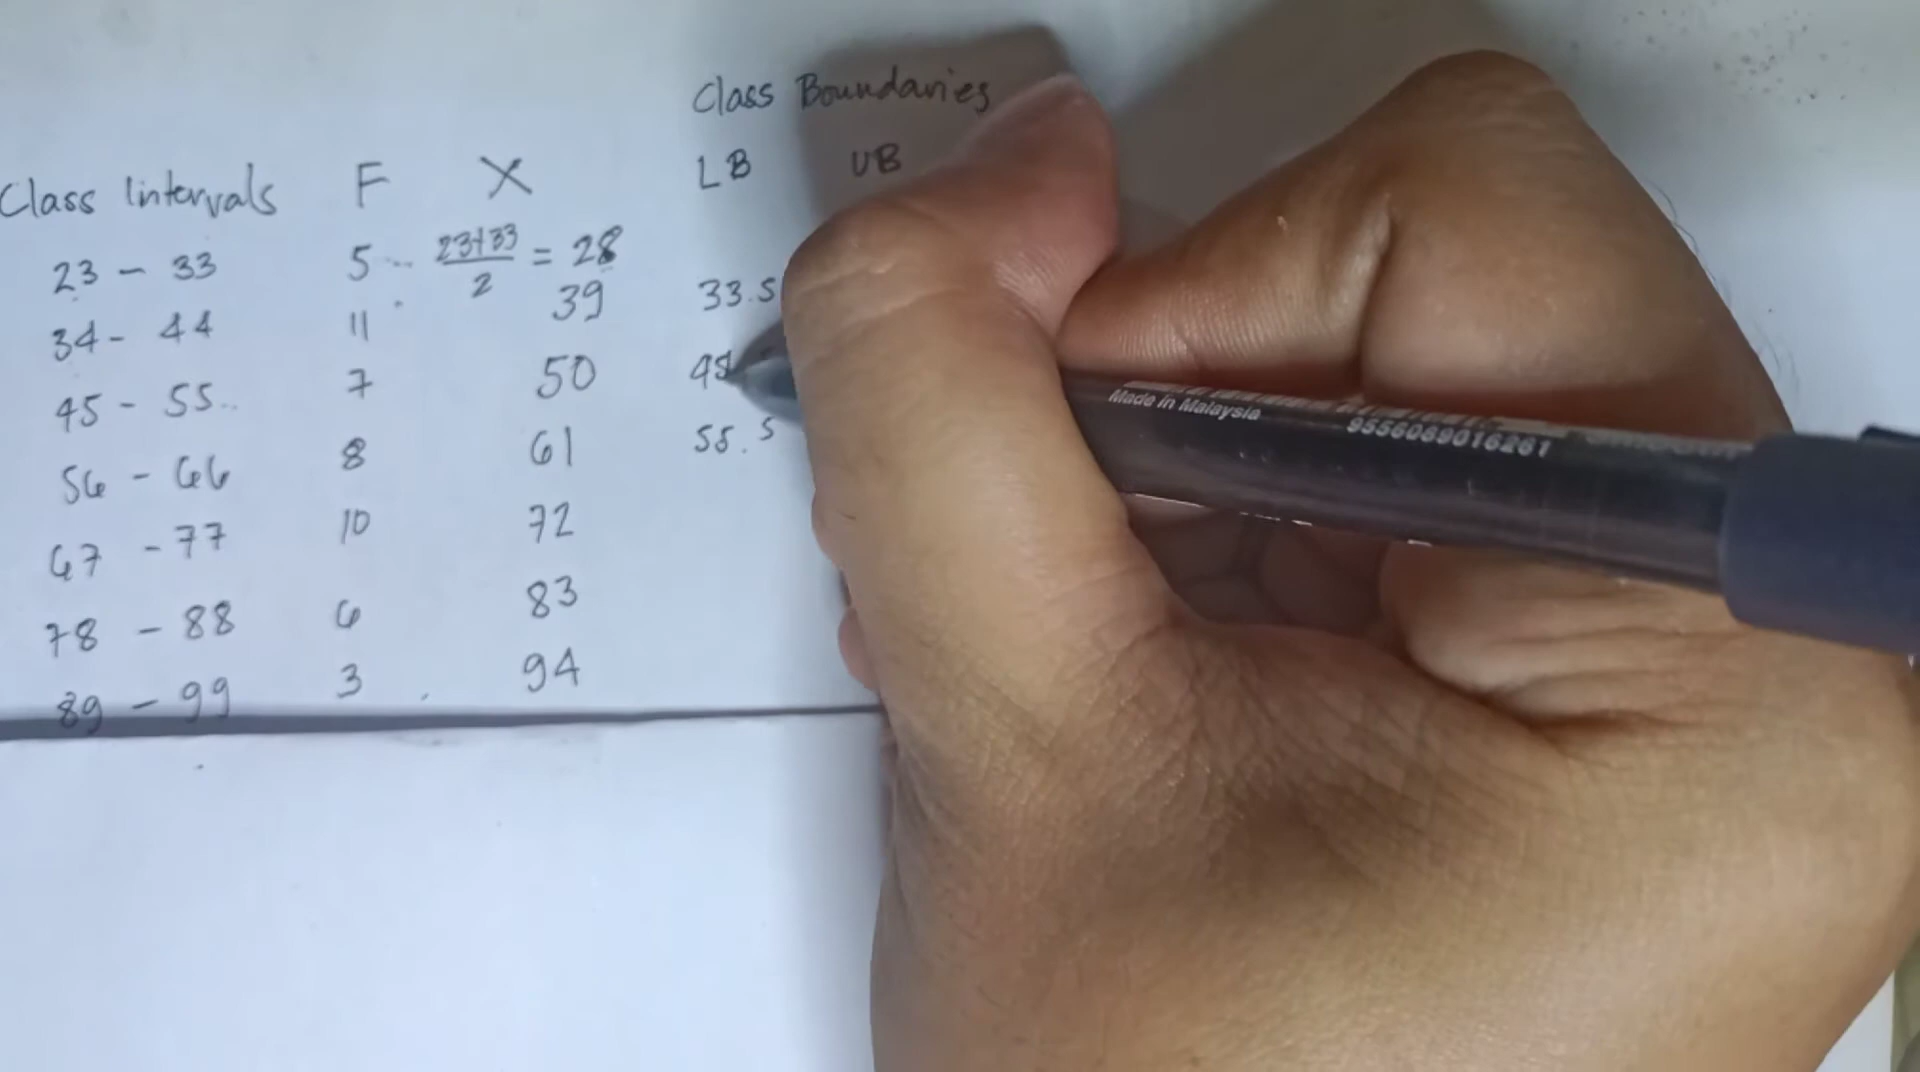 Class Boundaries
Class Iintervals F X LB UB
23 - 33 5 23+33/2 = 28
34 - 44 11 39 33.5
45 - 55 7 50
56 - 66 8 61 55.5
67 - 77 10 72
78 - 88 6 83
89 - 99 3 94
Made in Malaysia
9556089016261